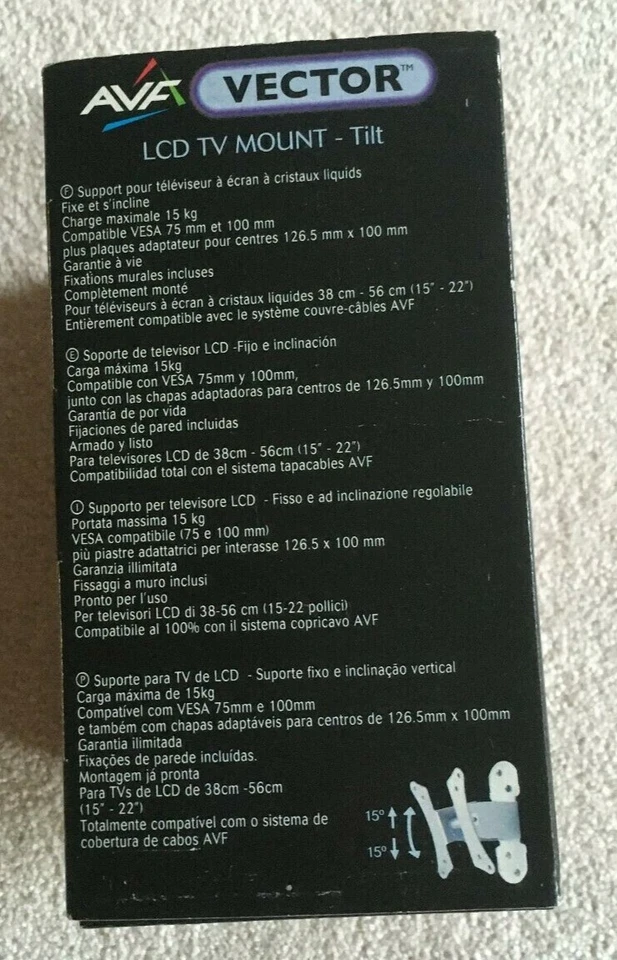 AVF VECTOR™
LCD TV MOUNT - Tilt
Ⓕ Support pour téléviseur à écran à cristaux liquids
Fixe et s'incline
Charge maximale 15 kg
Compatible VESA 75 mm et 100 mm
plus plaques adaptateur pour centres 126.5 mm x 100 mm
Garantie à vie
Fixations murales incluses
Complètement monté
Pour téléviseurs à écran à cristaux liquides 38 cm - 56 cm (15" - 22")
Entièrement compatible avec le système couvre-câbles AVF
Ⓔ Soporte de televisor LCD -Fijo e inclinación
Carga máxima 15kg
Compatible con VESA 75mm y 100mm,
junto con las chapas adaptadoras para centros de 126.5mm y 100mm
Garantía de por vida
Fijaciones de pared incluidas
Armado y listo
Para televisores LCD de 38cm - 56cm (15" - 22")
Compatibilidad total con el sistema tapacables AVF
Ⓘ Supporto per televisore LCD - Fisso e ad inclinazione regolabile
Portata massima 15 kg
VESA compatibile (75 e 100 mm)
più piastre adattatrici per interasse 126.5 x 100 mm
Garanzia illimitata
Fissaggi a muro inclusi
Pronto per l'uso
Per televisori LCD di 38-56 cm (15-22 pollici)
Compatibile al 100% con il sistema copricavo AVF
Ⓟ Suporte para TV de LCD - Suporte fixo e inclinação vertical
Carga máxima de 15kg
Compatível com VESA 75mm e 100mm
e também com chapas adaptáveis para centros de 126.5mm x 100mm
Garantia ilimitada
Fixações de parede incluídas.
Montagem já pronta
Para TVs de LCD de 38cm -56cm
(15" - 22")
Totalmente compatível com o sistema de
cobertura de cabos AVF
15º
15º